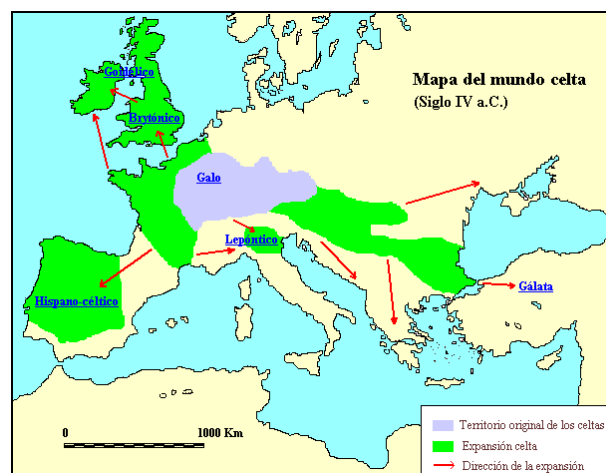 Mapa del mundo celta
(Siglo IV a.C.)
Goidélico
Brytónico
Galo
Lepóntico
Hispano-céltico
Gálata
0 1000 Km
Territorio original de los celtas
Expansión celta
Dirección de la expansión